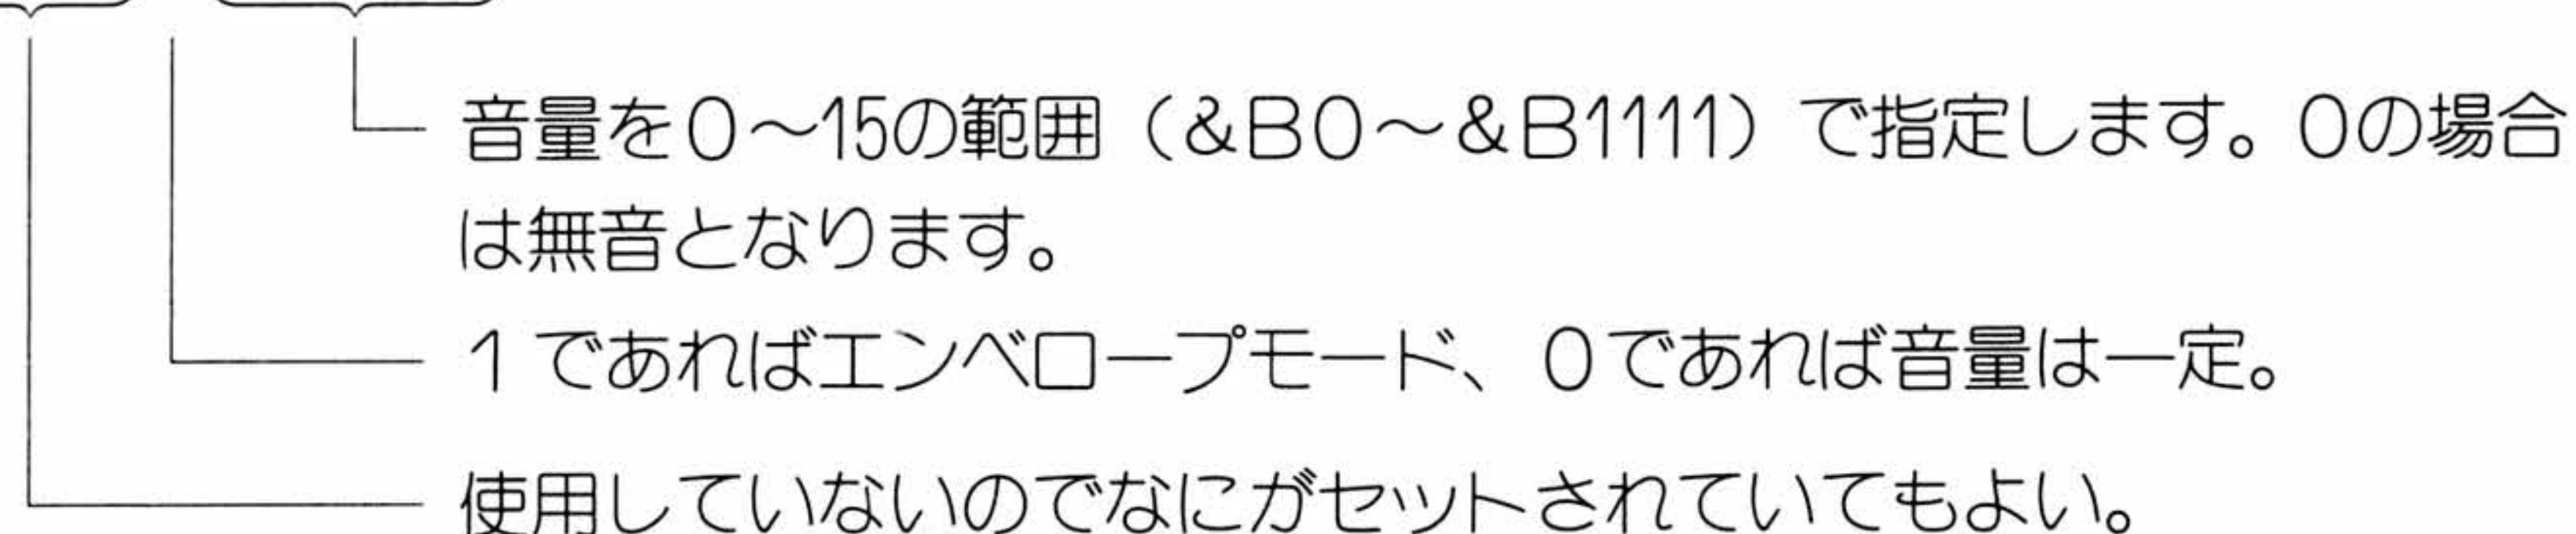 音量を0～15の範囲（&B0～&B1111）で指定します。0の場合
は無音となります。
1であればエンベロープモード、0であれば音量は一定。
使用していないのでなにがセットされていてもよい。